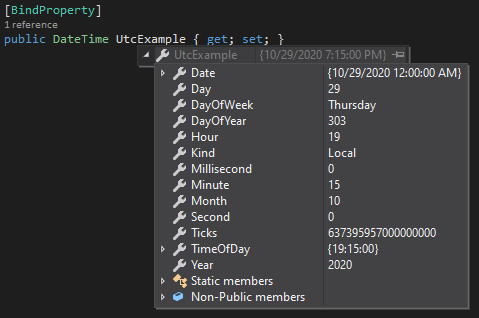 [BindProperty]
1 reference
public DateTime UtcExample { get; set; }
UtcExample {10/29/2020 7:15:00 PM}
Date {10/29/2020 12:00:00 AM}
Day 29
DayOfWeek Thursday
DayOfYear 303
Hour 19
Kind Local
Millisecond 0
Minute 15
Month 10
Second 0
Ticks 637395957000000000
TimeOfDay {19:15:00}
Year 2020
Static members
Non-Public members